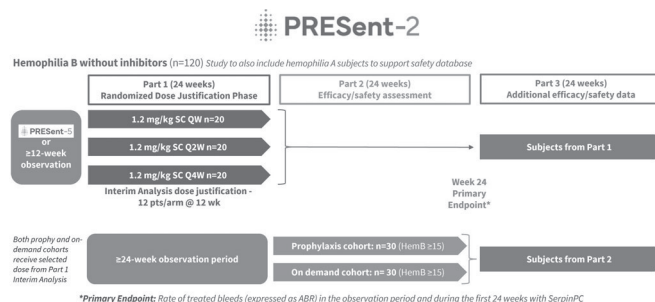 PRESent-2
Hemophilia B without inhibitors (n=120) Study to also include hemophilia A subjects to support safety database
Part 1 (24 weeks)
Randomized Dose Justification Phase
Part 2 (24 weeks)
Efficacy/safety assessment
Part 3 (24 weeks)
Additional efficacy/safety data
PRESent-5
or
≥12-week
observation
1.2 mg/kg SC QW n=20
1.2 mg/kg SC Q2W n=20
1.2 mg/kg SC Q4W n=20
Interim Analysis dose justification -
12 pts/arm @ 12 wk
Subjects from Part 1
Week 24
Primary
Endpoint*
Both prophy and on-
demand cohorts
receive selected
dose from Part 1
Interim Analysis
≥24-week observation period
Prophylaxis cohort: n=30 (HemB ≥15)
On demand cohort: n= 30 (HemB ≥15)
Subjects from Part 2
*Primary Endpoint: Rate of treated bleeds (expressed as ABR) in the observation period and during the first 24 weeks with SerpinPC